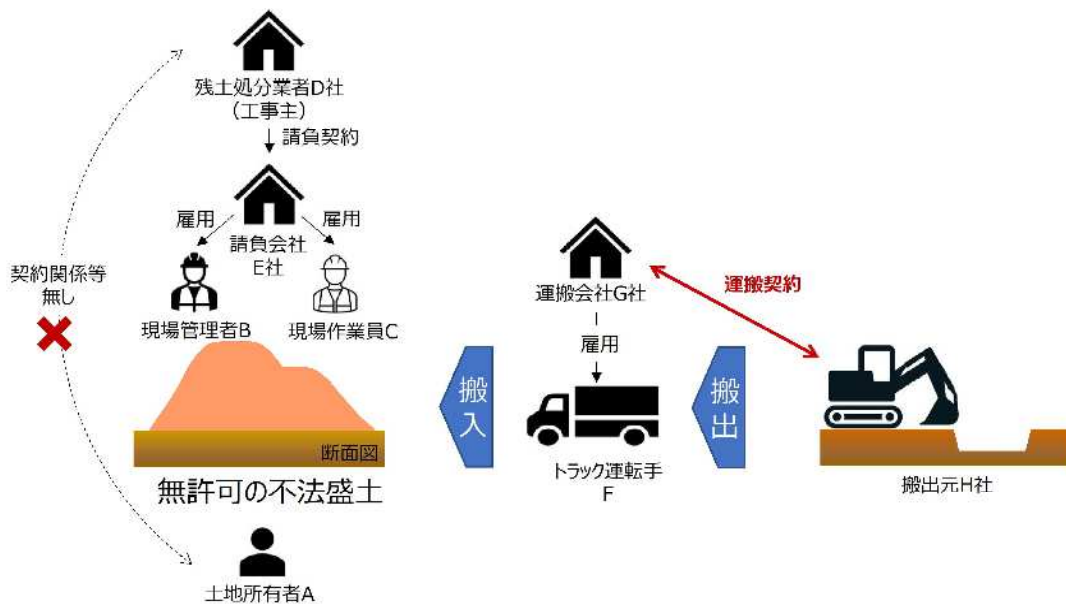 残土処分業者D社
（工事主）
請負契約
雇用
雇用
請負会社
E社
契約関係等
無し
現場管理者B
現場作業員C
断面図
無許可の不法盛土
土地所有者A
搬入
運搬会社G社
雇用
トラック運転手
F
搬出
運搬契約
搬出元H社